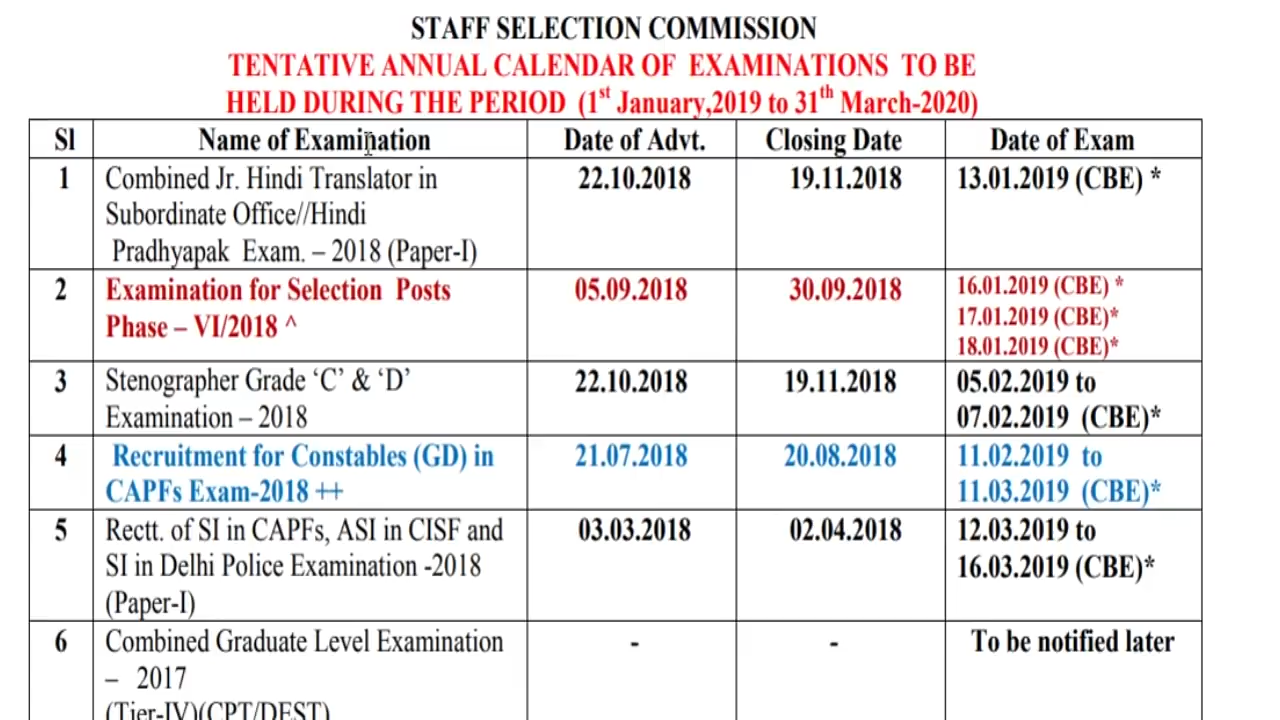 STAFF SELECTION COMMISSION
TENTATIVE ANNUAL CALENDAR OF EXAMINATIONS TO BE
HELD DURING THE PERIOD (1st January,2019 to 31th March-2020)
Sl Name of Examination Date of Advt. Closing Date Date of Exam
1 Combined Jr. Hindi Translator in 22.10.2018 19.11.2018 13.01.2019 (CBE) *
Subordinate Office//Hindi
Pradhyapak Exam. – 2018 (Paper-I)
2 Examination for Selection Posts 05.09.2018 30.09.2018 16.01.2019 (CBE) *
Phase – VI/2018 ^ 17.01.2019 (CBE)*
18.01.2019 (CBE)*
3 Stenographer Grade ‘C’ & ‘D’ 22.10.2018 19.11.2018 05.02.2019 to
Examination – 2018 07.02.2019 (CBE)*
4 Recruitment for Constables (GD) in 21.07.2018 20.08.2018 11.02.2019 to
CAPFs Exam-2018 ++ 11.03.2019 (CBE)*
5 Rectt. of SI in CAPFs, ASI in CISF and 03.03.2018 02.04.2018 12.03.2019 to
SI in Delhi Police Examination -2018 16.03.2019 (CBE)*
(Paper-I)
6 Combined Graduate Level Examination - - To be notified later
– 2017
(Tier-IV)(CPT/DEST)